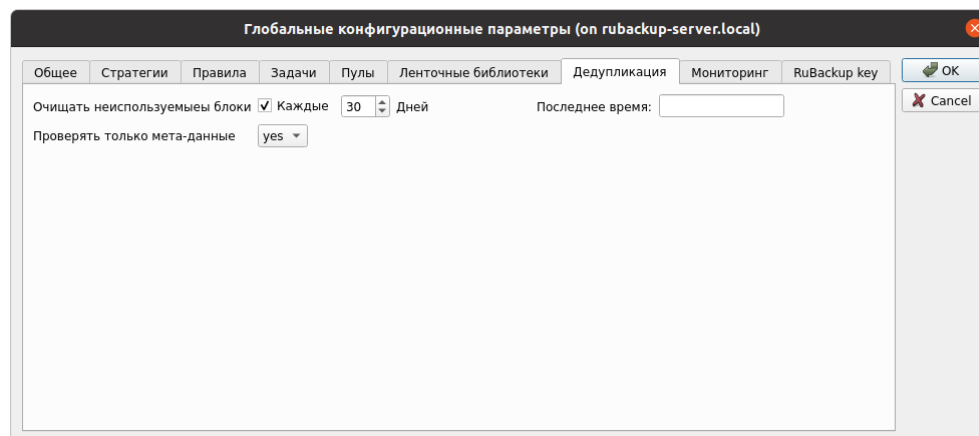 Глобальные конфигурационные параметры (on rubackup-server.local)
Общее Стратегии Правила Задачи Пулы Ленточные библиотеки Дедупликация Мониторинг RuBackup key OK
Очищать неиспользуемыеы блоки Каждые 30 Дней Последнее время: Cancel
Проверять только мета-данные yes